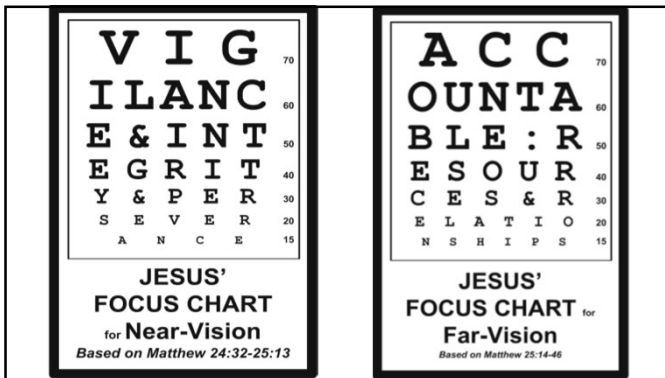 V I G 70
I L A N C 60
E & I N T 50
E G R I T 40
Y & P E R 30
S E V E R 20
A N C E 15
JESUS'
FOCUS CHART
for Near-Vision
Based on Matthew 24:32-25:13
A C C 70
O U N T A 60
B L E : R 50
E S O U R 40
C E S & R 30
E L A T I O 20
N S H I P S 15
JESUS'
FOCUS CHART for
Far-Vision
Based on Matthew 25:14-46